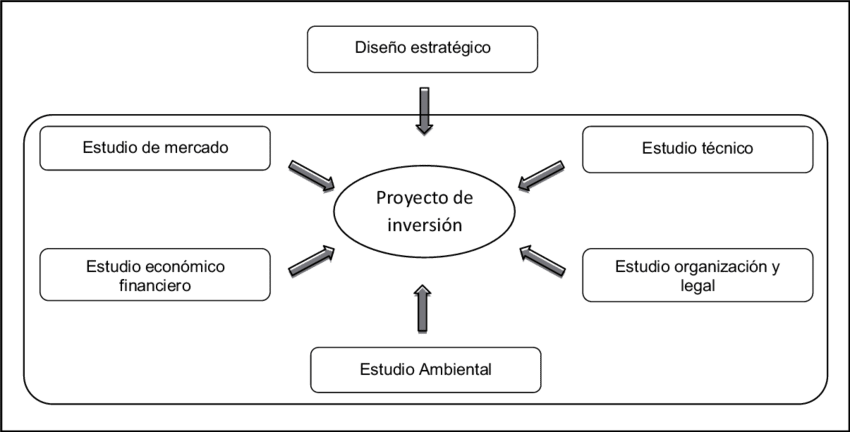 Diseño estratégico
Estudio de mercado
Estudio técnico
Proyecto de
inversión
Estudio económico
financiero
Estudio organización y
legal
Estudio Ambiental